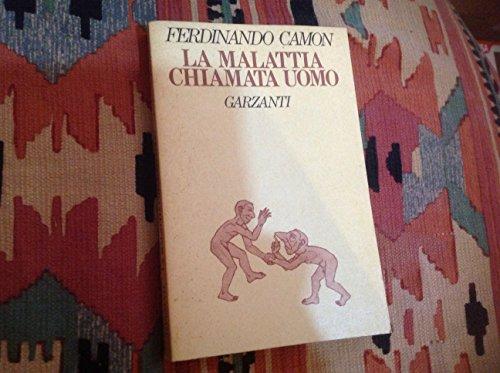 FERDINANDO CAMON
LA MALATTIA
CHIAMATA UOMO
GARZANTI